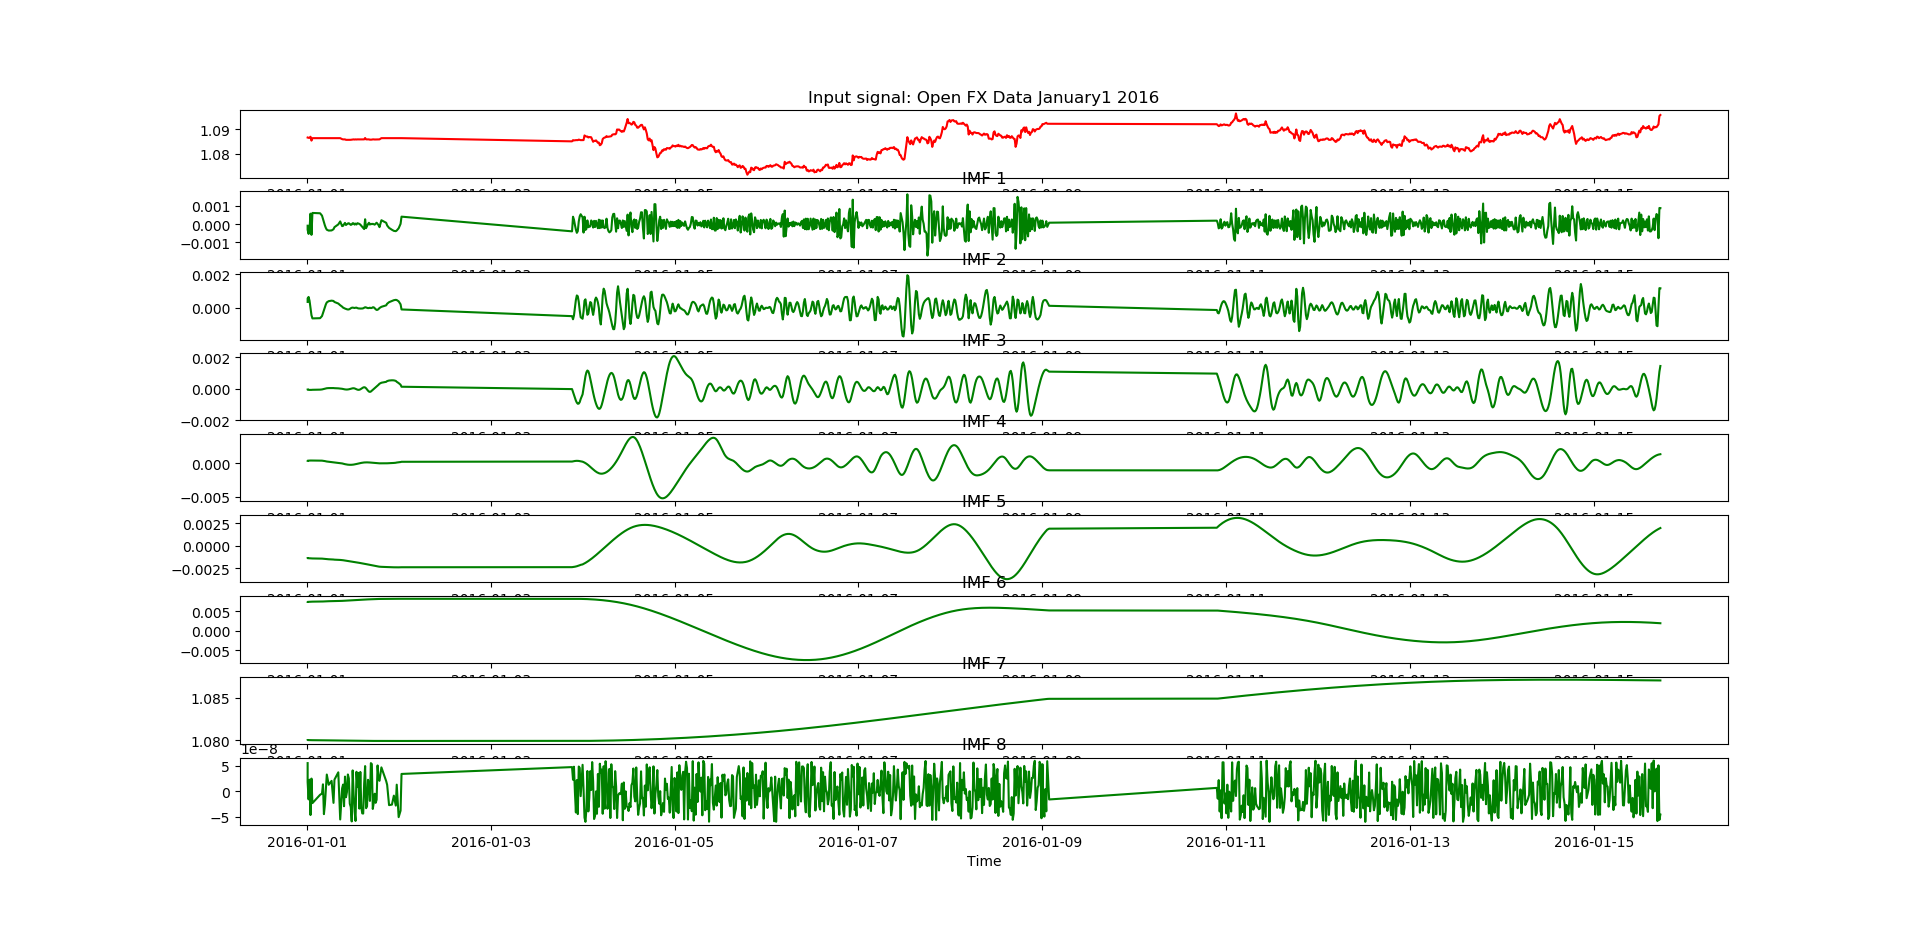 Input signal: Open FX Data January1 2016
1.09
1.08
IMF 1
0.001
0.000
−0.001
IMF 2
0.002
0.000
IMF 3
0.002
0.000
−0.002
IMF 4
0.000
−0.005
IMF 5
0.0025
0.0000
−0.0025
IMF 6
0.005
0.000
−0.005
IMF 7
1.085
1.080
IMF 8
1e−8
5
0
−5
2016-01-01 2016-01-03 2016-01-05 2016-01-07 2016-01-09 2016-01-11 2016-01-13 2016-01-15
Time